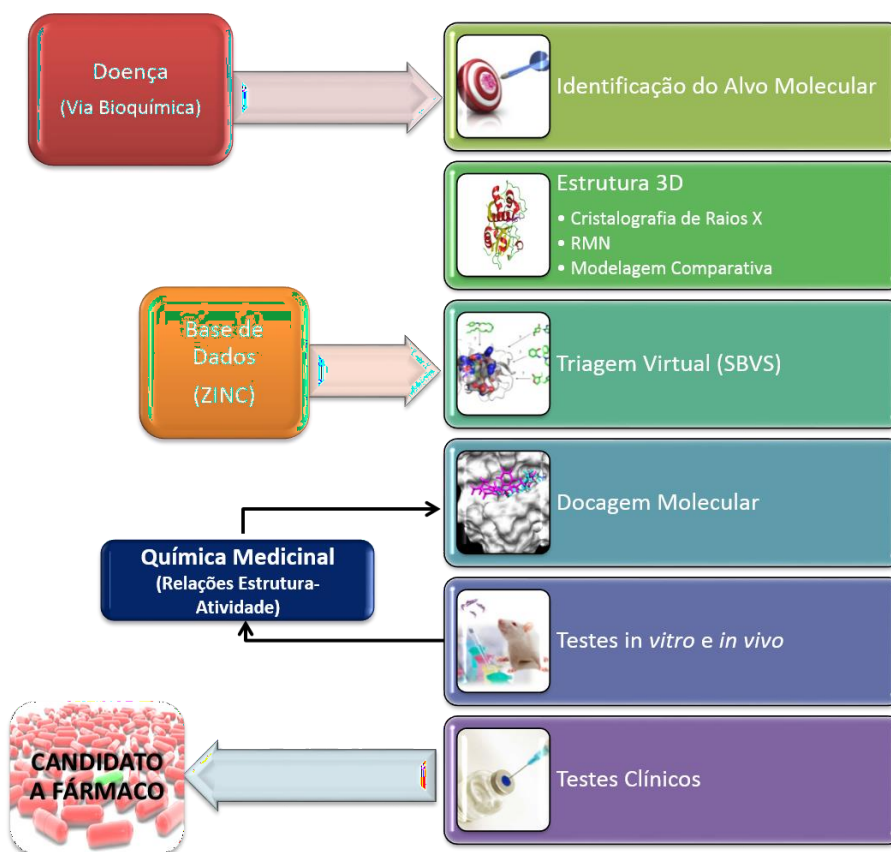 Doença
(Via Bioquímica)
Identificação do Alvo Molecular
Estrutura 3D
• Cristalografia de Raios X
• RMN
• Modelagem Comparativa
Base de
Dados
(ZINC)
Triagem Virtual (SBVS)
Docagem Molecular
Química Medicinal
(Relações Estrutura-
Atividade)
Testes in vitro e in vivo
CANDIDATO
A FÁRMACO
Testes Clínicos